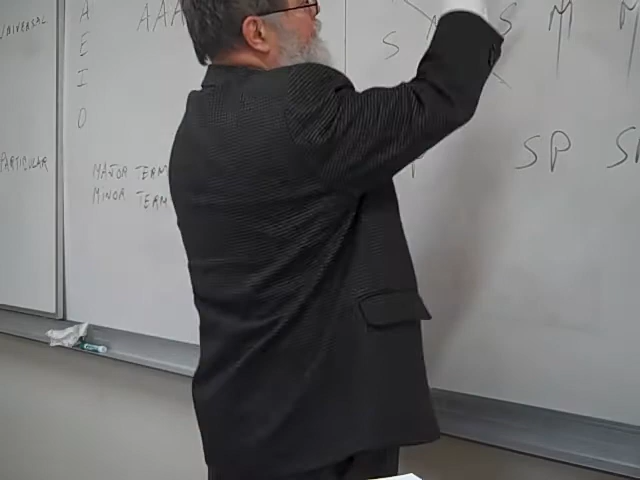 UNIVERSAL
PARTICULAR
A
E
I
O
AAA
MAJOR TERM
MINOR TERM
S
S
M
M
P
SP